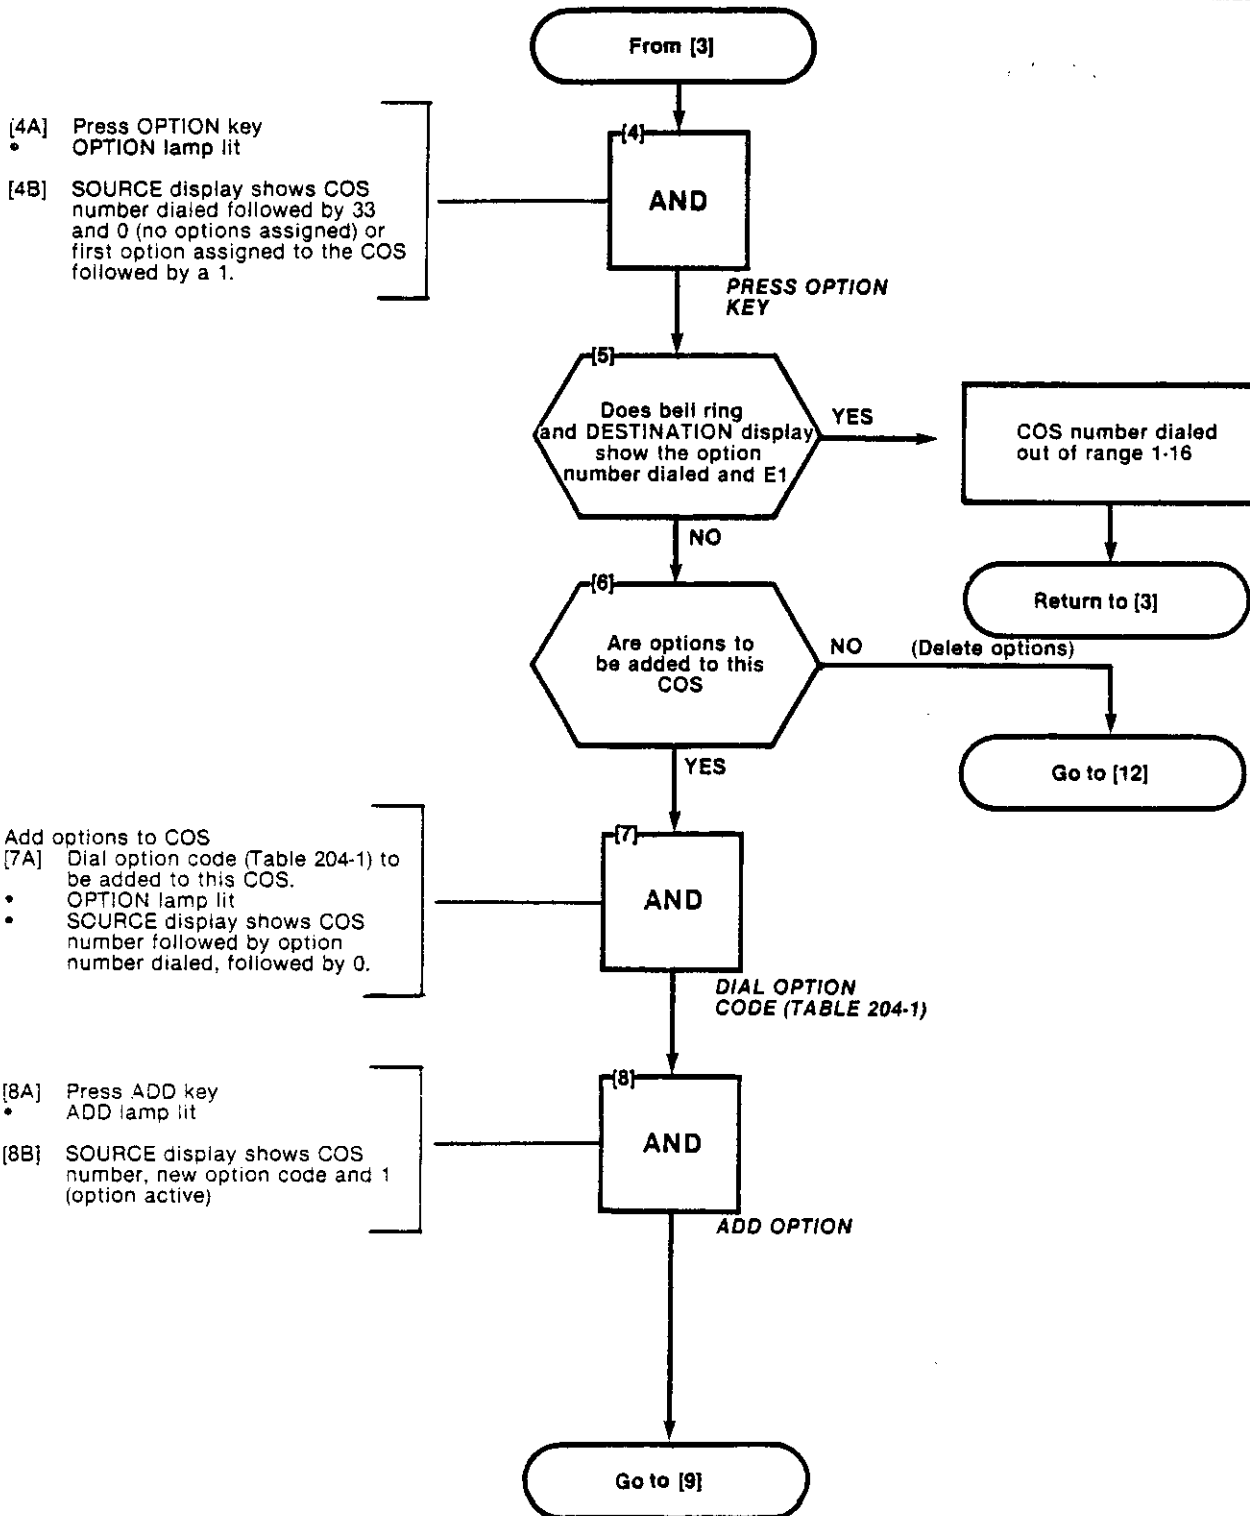 From [3]
[4A] Press OPTION key
• OPTION lamp lit
[4B] SOURCE display shows COS
number dialed followed by 33
and 0 (no options assigned) or
first option assigned to the COS
followed by a 1.
[4]
AND
PRESS OPTION
KEY
[5]
Does bell ring
and DESTINATION display
show the option
number dialed and E1
YES
COS number dialed
out of range 1-16
Return to [3]
NO
[6]
Are options to
be added to this
COS
NO (Delete options)
Go to [12]
YES
Add options to COS
[7A] Dial option code (Table 204-1) to
be added to this COS.
• OPTION lamp lit
• SOURCE display shows COS
number followed by option
number dialed, followed by 0.
[7]
AND
DIAL OPTION
CODE (TABLE 204-1)
[8A] Press ADD key
• ADD lamp lit
[8B] SOURCE display shows COS
number, new option code and 1
(option active)
[8]
AND
ADD OPTION
Go to [9]